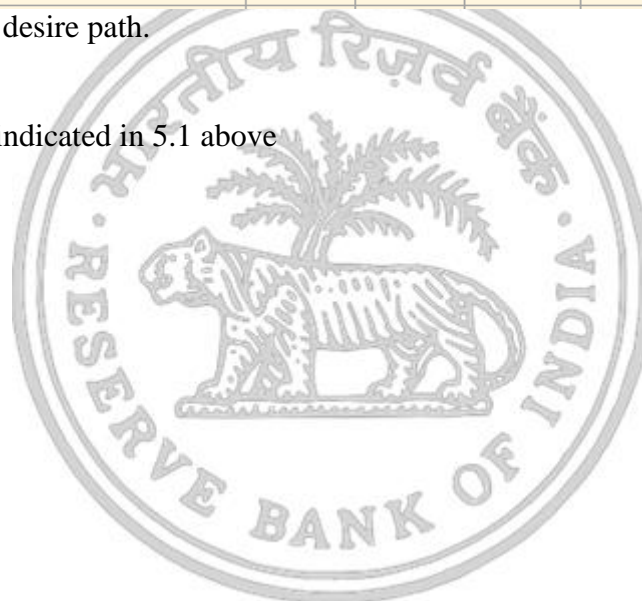 desire path.
indicated in 5.1 above
भारतीय रिज़र्व बैंक
RESERVE BANK OF INDIA